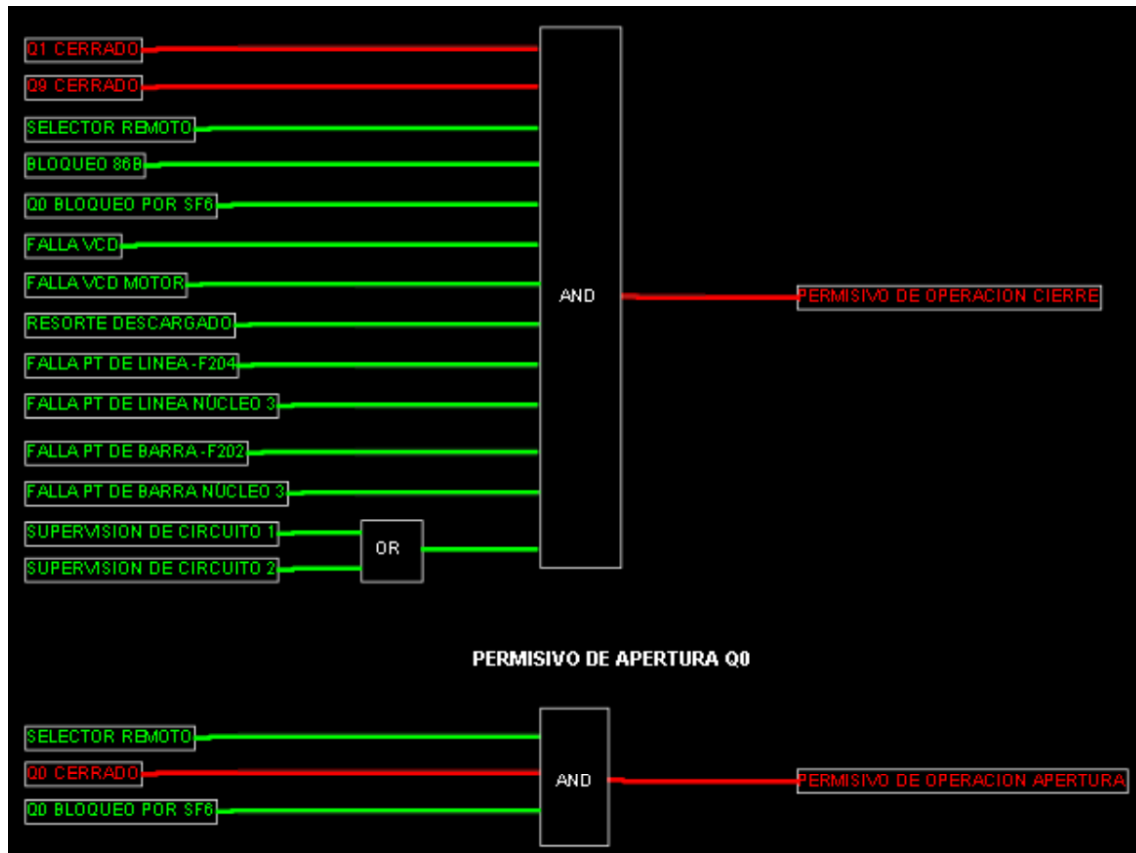 Q1 CERRADO
Q9 CERRADO
SELECTOR REMOTO
BLOQUEO 86B
Q0 BLOQUEO POR SF6
FALLA VCD
FALLA VCD MOTOR
RESORTE DESCARGADO
FALLA PT DE LINEA -F204
FALLA PT DE LINEA NÚCLEO 3
FALLA PT DE BARRA -F202
FALLA PT DE BARRA NÚCLEO 3
SUPERVISION DE CIRCUITO 1
SUPERVISION DE CIRCUITO 2
OR
AND
PERMISIVO DE OPERACION CIERRE
PERMISIVO DE APERTURA Q0
SELECTOR REMOTO
Q0 CERRADO
Q0 BLOQUEO POR SF6
AND
PERMISIVO DE OPERACION APERTURA